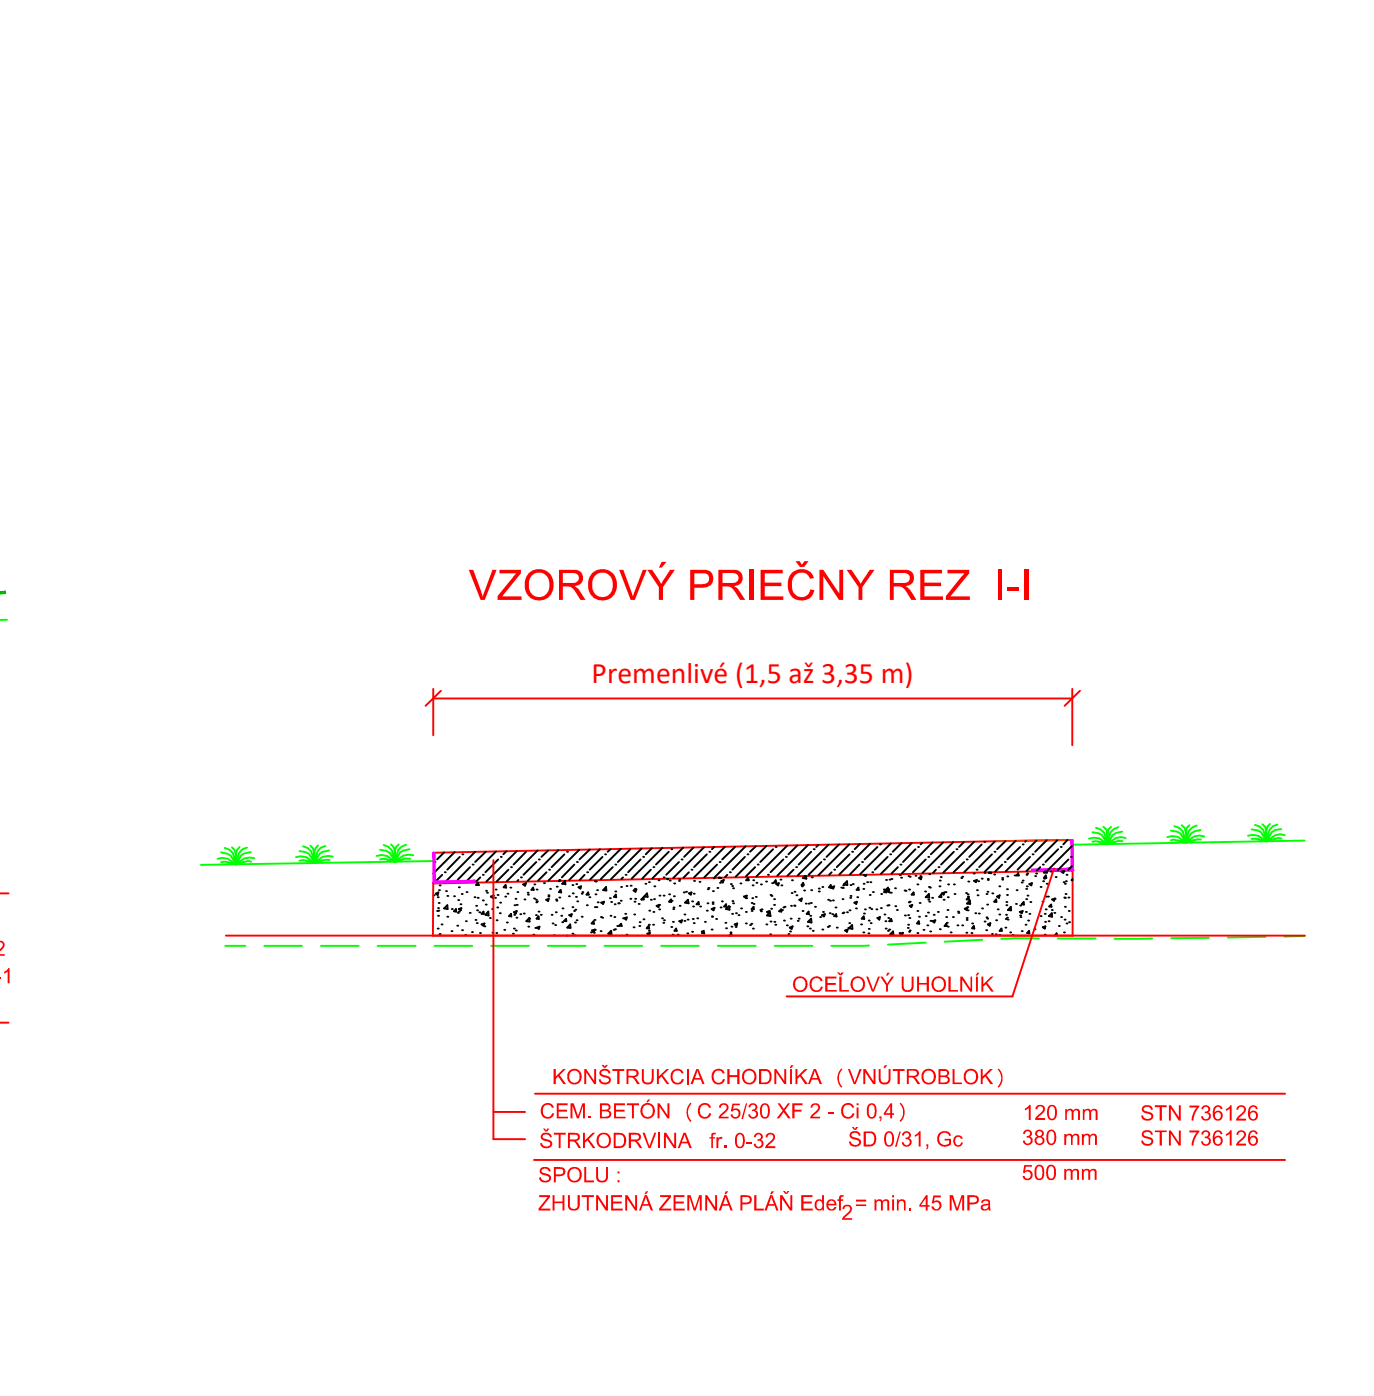 VZOROVÝ PRIEČNY REZ I-I
Premenlivé (1,5 až 3,35 m)
2
-1
OCEĽOVÝ UHOLNÍK
KONŠTRUKCIA CHODNÍKA ( VNÚTROBLOK )
CEM. BETÓN ( C 25/30 XF 2 - Ci 0,4 ) 120 mm STN 736126
ŠTRKODRVINA fr. 0-32 ŠD 0/31, Gc 380 mm STN 736126
SPOLU : 500 mm
ZHUTNENÁ ZEMNÁ PLÁŇ Edef2 = min. 45 MPa